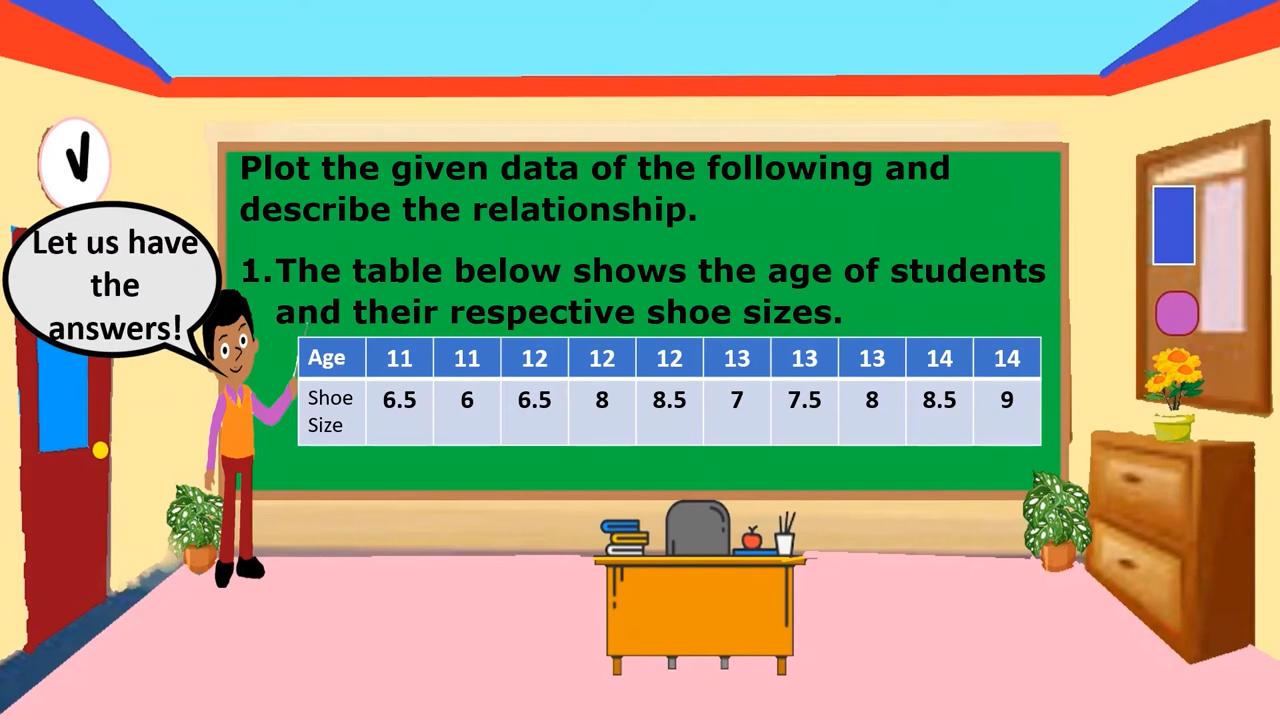 Plot the given data of the following and
describe the relationship.
Let us have
the
answers!
1. The table below shows the age of students
and their respective shoe sizes.
Age 11 11 12 12 12 13 13 13 14 14
Shoe Size 6.5 6 6.5 8 8.5 7 7.5 8 8.5 9